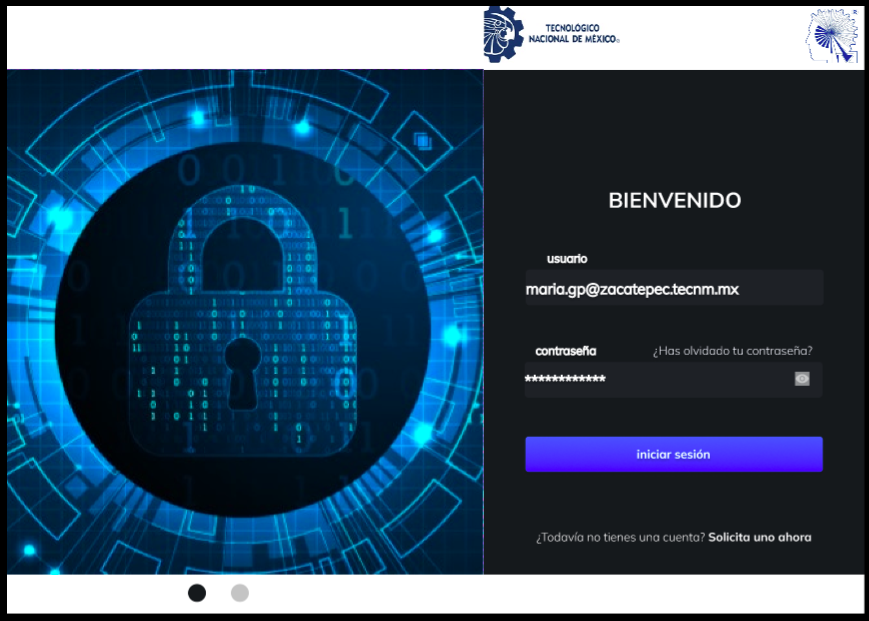 TECNOLÓGICO
NACIONAL DE MÉXICO®
BIENVENIDO
usuario
maria.gp@zacatepec.tecnm.mx
contraseña ¿Has olvidado tu contraseña?
************
iniciar sesión
¿Todavía no tienes una cuenta? Solicita uno ahora